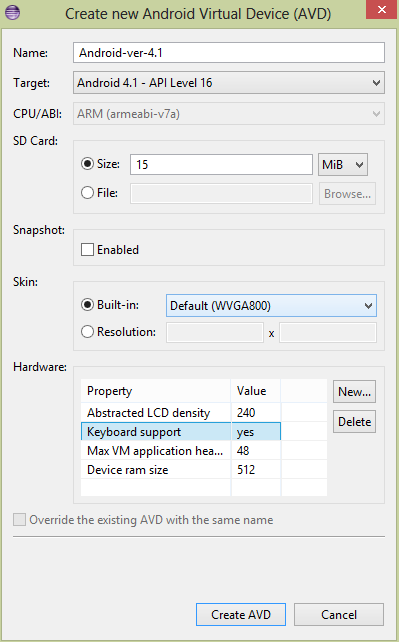 Create new Android Virtual Device (AVD)
Name: Android-ver-4.1
Target: Android 4.1 - API Level 16
CPU/ABI: ARM (armeabi-v7a)
SD Card:
Size: 15 MiB
File: Browse...
Snapshot:
Enabled
Skin:
Built-in: Default (WVGA800)
Resolution: x
Hardware:
Property Value New...
Abstracted LCD density 240
Keyboard support yes Delete
Max VM application hea... 48
Device ram size 512
Override the existing AVD with the same name
Create AVD Cancel